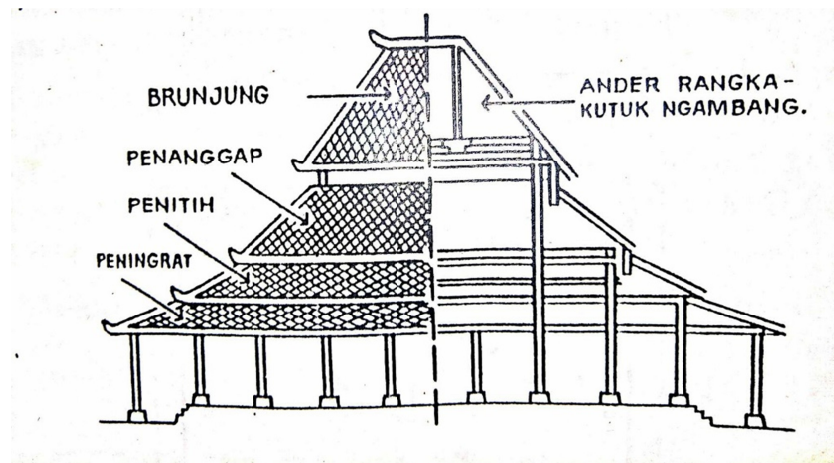 BRUNJUNG
PENANGGAP
PENITIH
PENINGRAT
ANDER RANGKA-
KUTUK NGAMBANG.